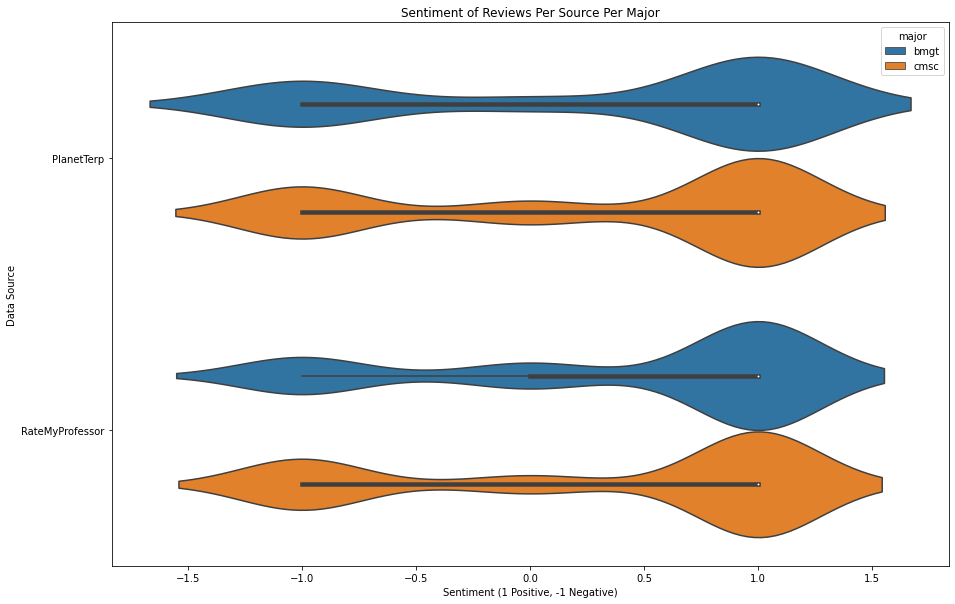 Sentiment of Reviews Per Source Per Major
major
bmgt
cmsc
PlanetTerp
RateMyProfessor
Data Source
−1.5
−1.0
−0.5
0.0
0.5
1.0
1.5
Sentiment (1 Positive, -1 Negative)